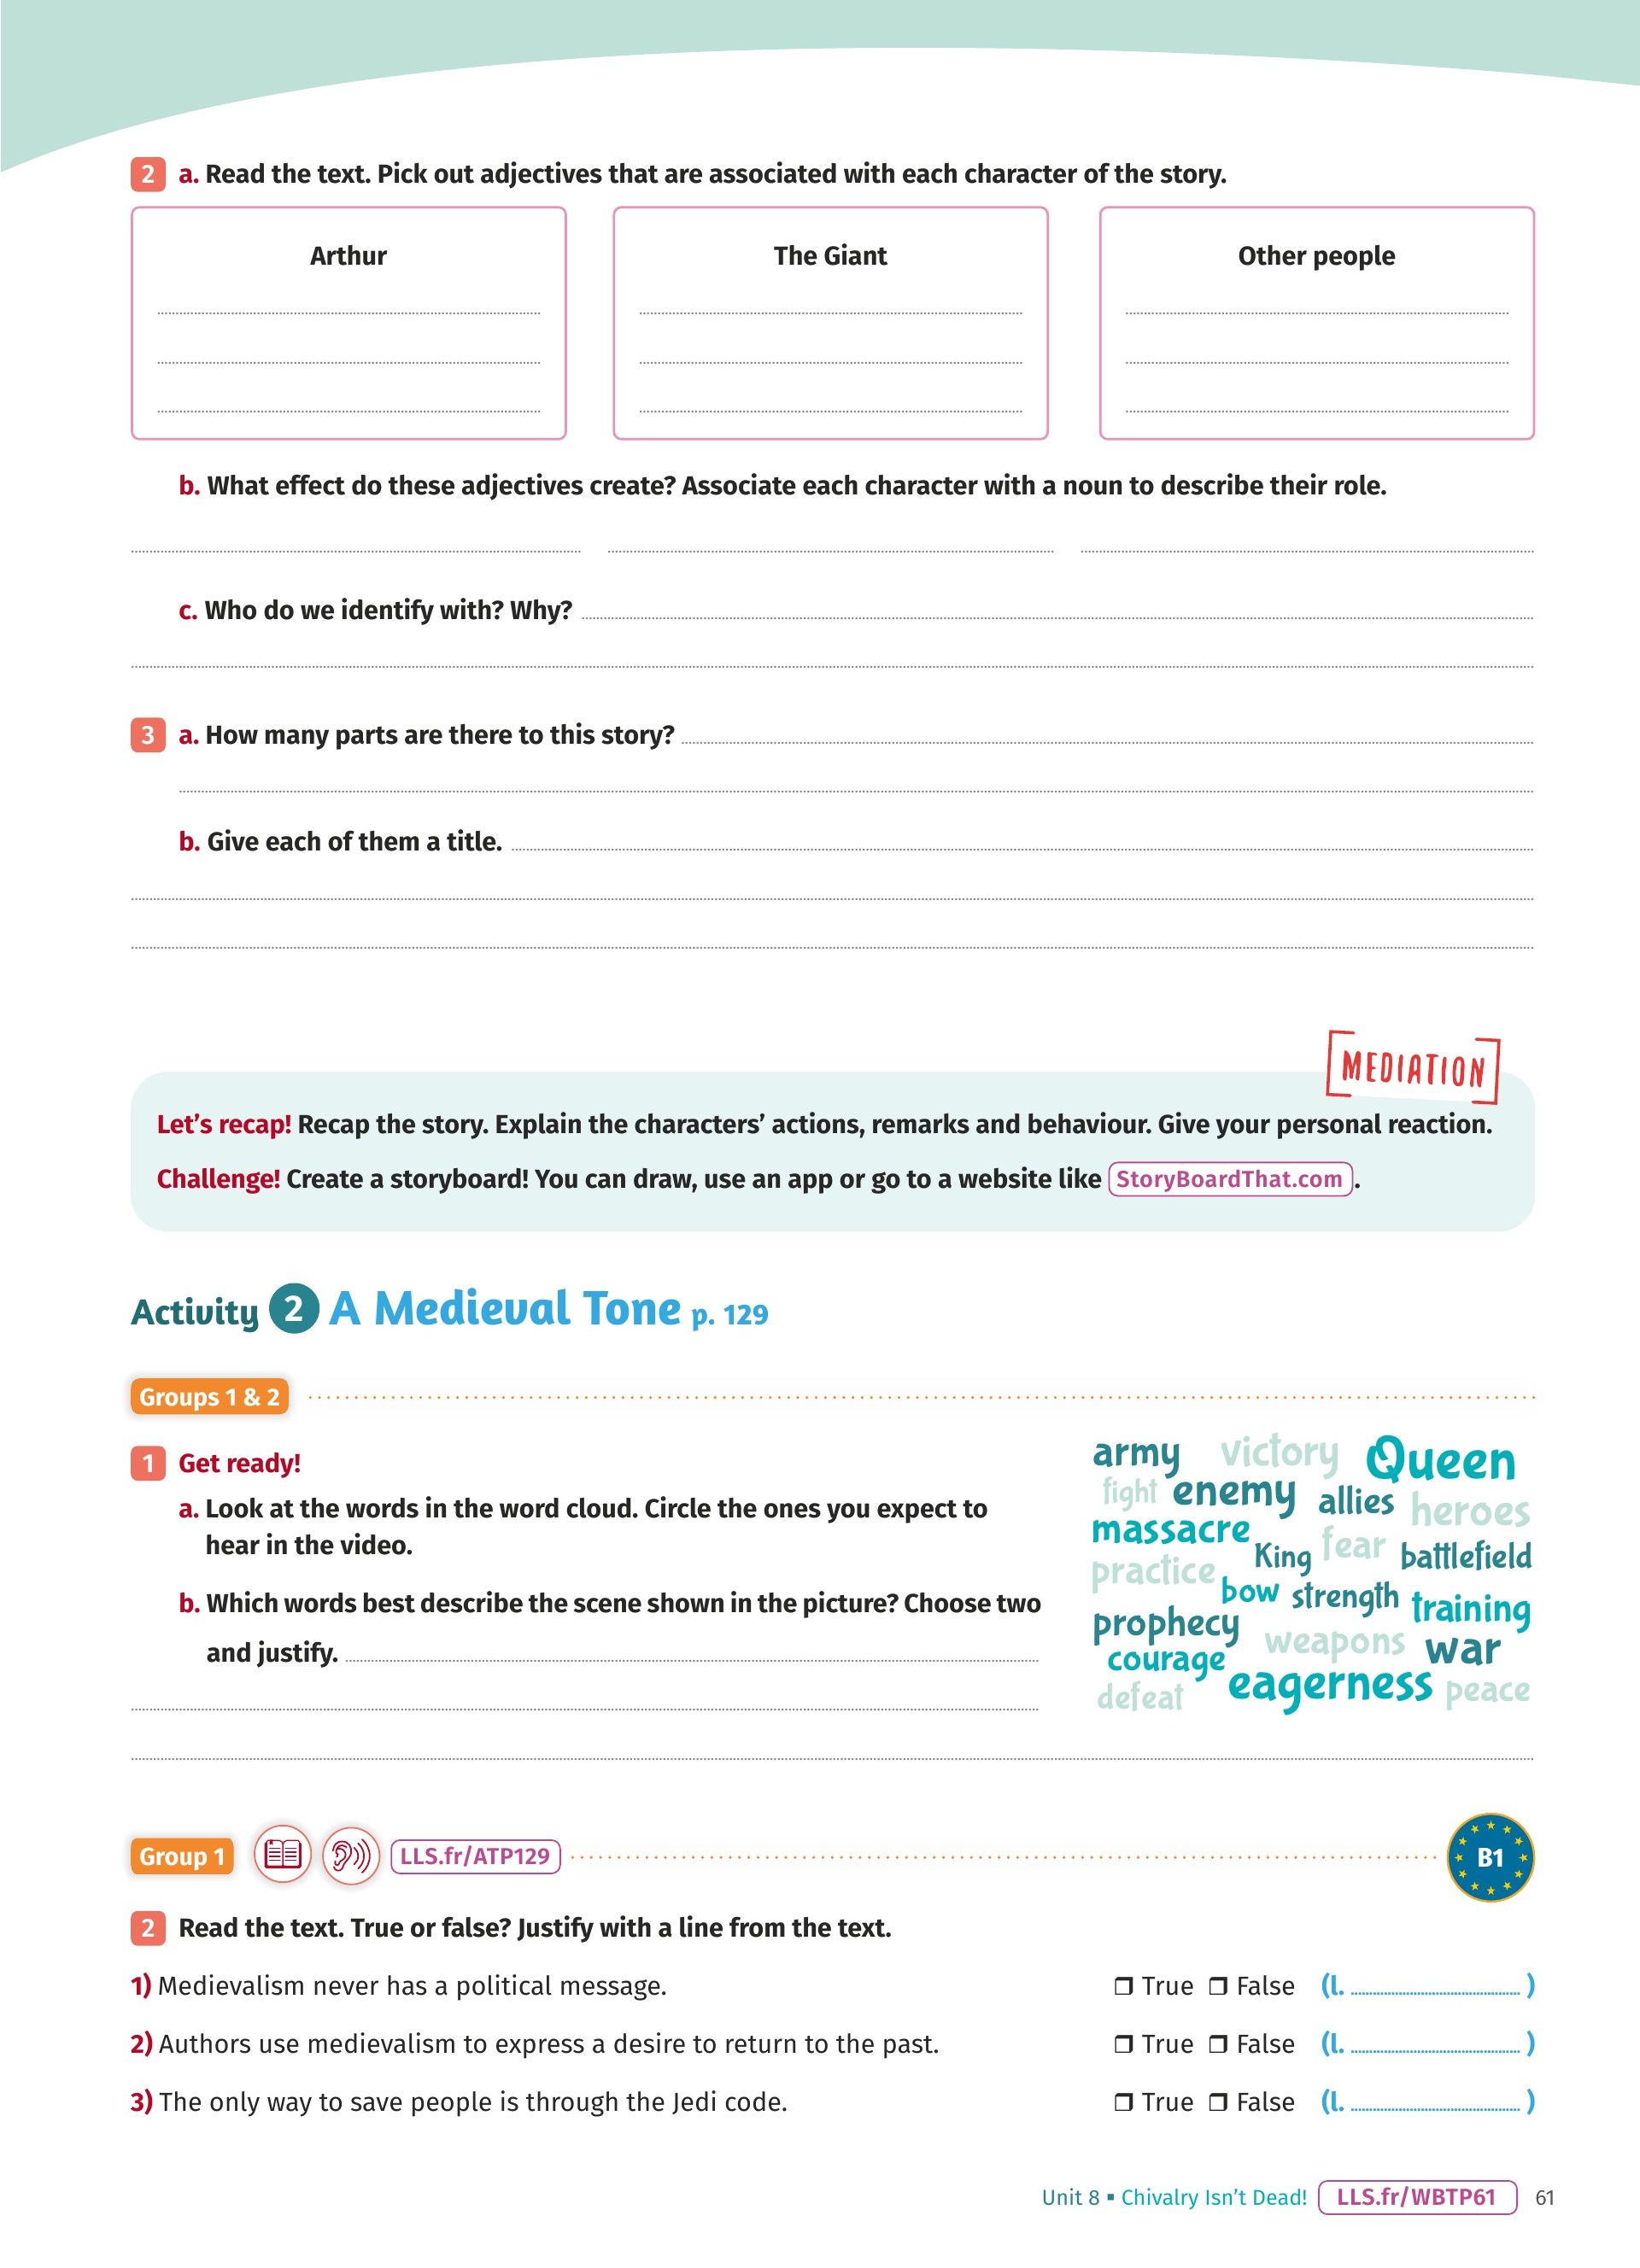 2 a. Read the text. Pick out adjectives that are associated with each character of the story.
Arthur
The Giant
Other people
b. What effect do these adjectives create? Associate each character with a noun to describe their role.
c. Who do we identify with? Why?
3 a. How many parts are there to this story?
b. Give each of them a title.
MEDIATION
Let’s recap! Recap the story. Explain the characters’ actions, remarks and behaviour. Give your personal reaction.
Challenge! Create a storyboard! You can draw, use an app or go to a website like StoryBoardThat.com.
Activity 2 A Medieval Tone p. 129
Groups 1 & 2
1 Get ready!
a. Look at the words in the word cloud. Circle the ones you expect to
hear in the video.
b. Which words best describe the scene shown in the picture? Choose two
and justify.
army victory Queen
fight enemy allies heroes
massacre King fear battlefield
practice bow strength training
prophecy weapons war
courage eagerness peace
defeat
Group 1 LLS.fr/ATP129 B1
2 Read the text. True or false? Justify with a line from the text.
1) Medievalism never has a political message. ❒ True ❒ False (l. )
2) Authors use medievalism to express a desire to return to the past. ❒ True ❒ False (l. )
3) The only way to save people is through the Jedi code. ❒ True ❒ False (l. )
Unit 8 ▪ Chivalry Isn’t Dead! LLS.fr/WBTP61 61